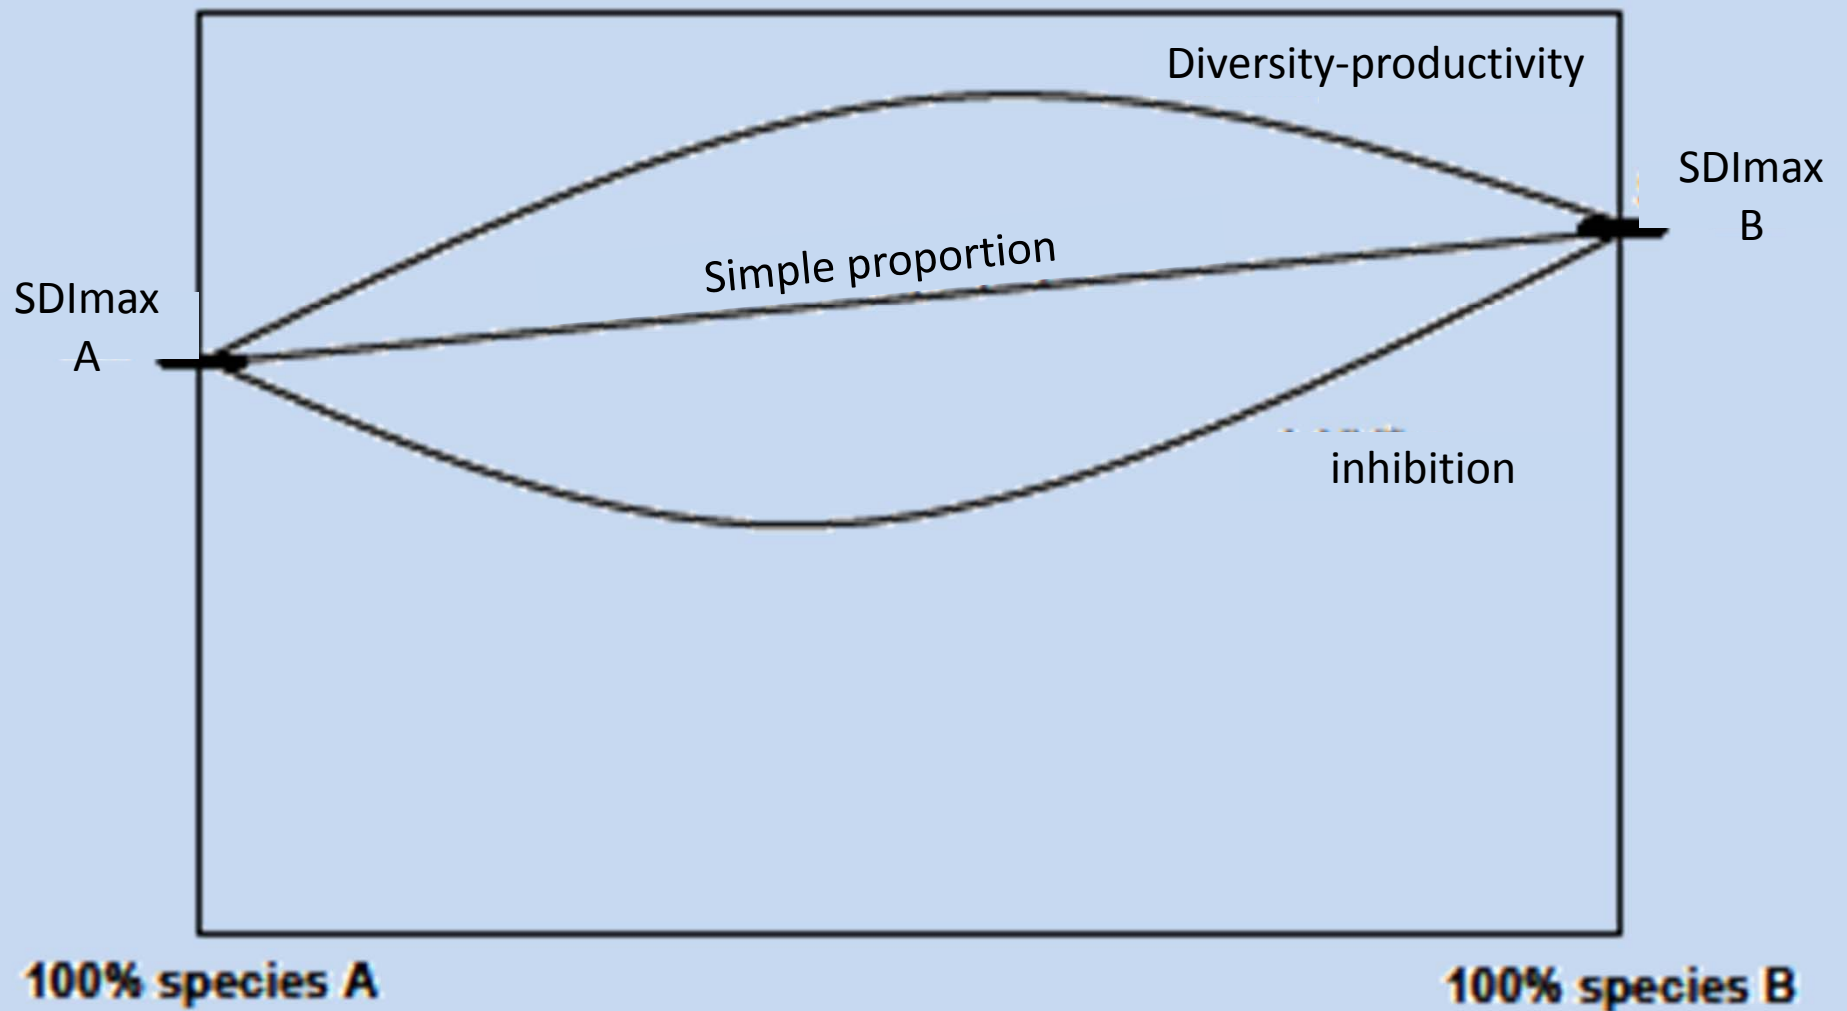 Diversity-productivity
SDImax
B
Simple proportion
SDImax
A
inhibition
100% species A
100% species B